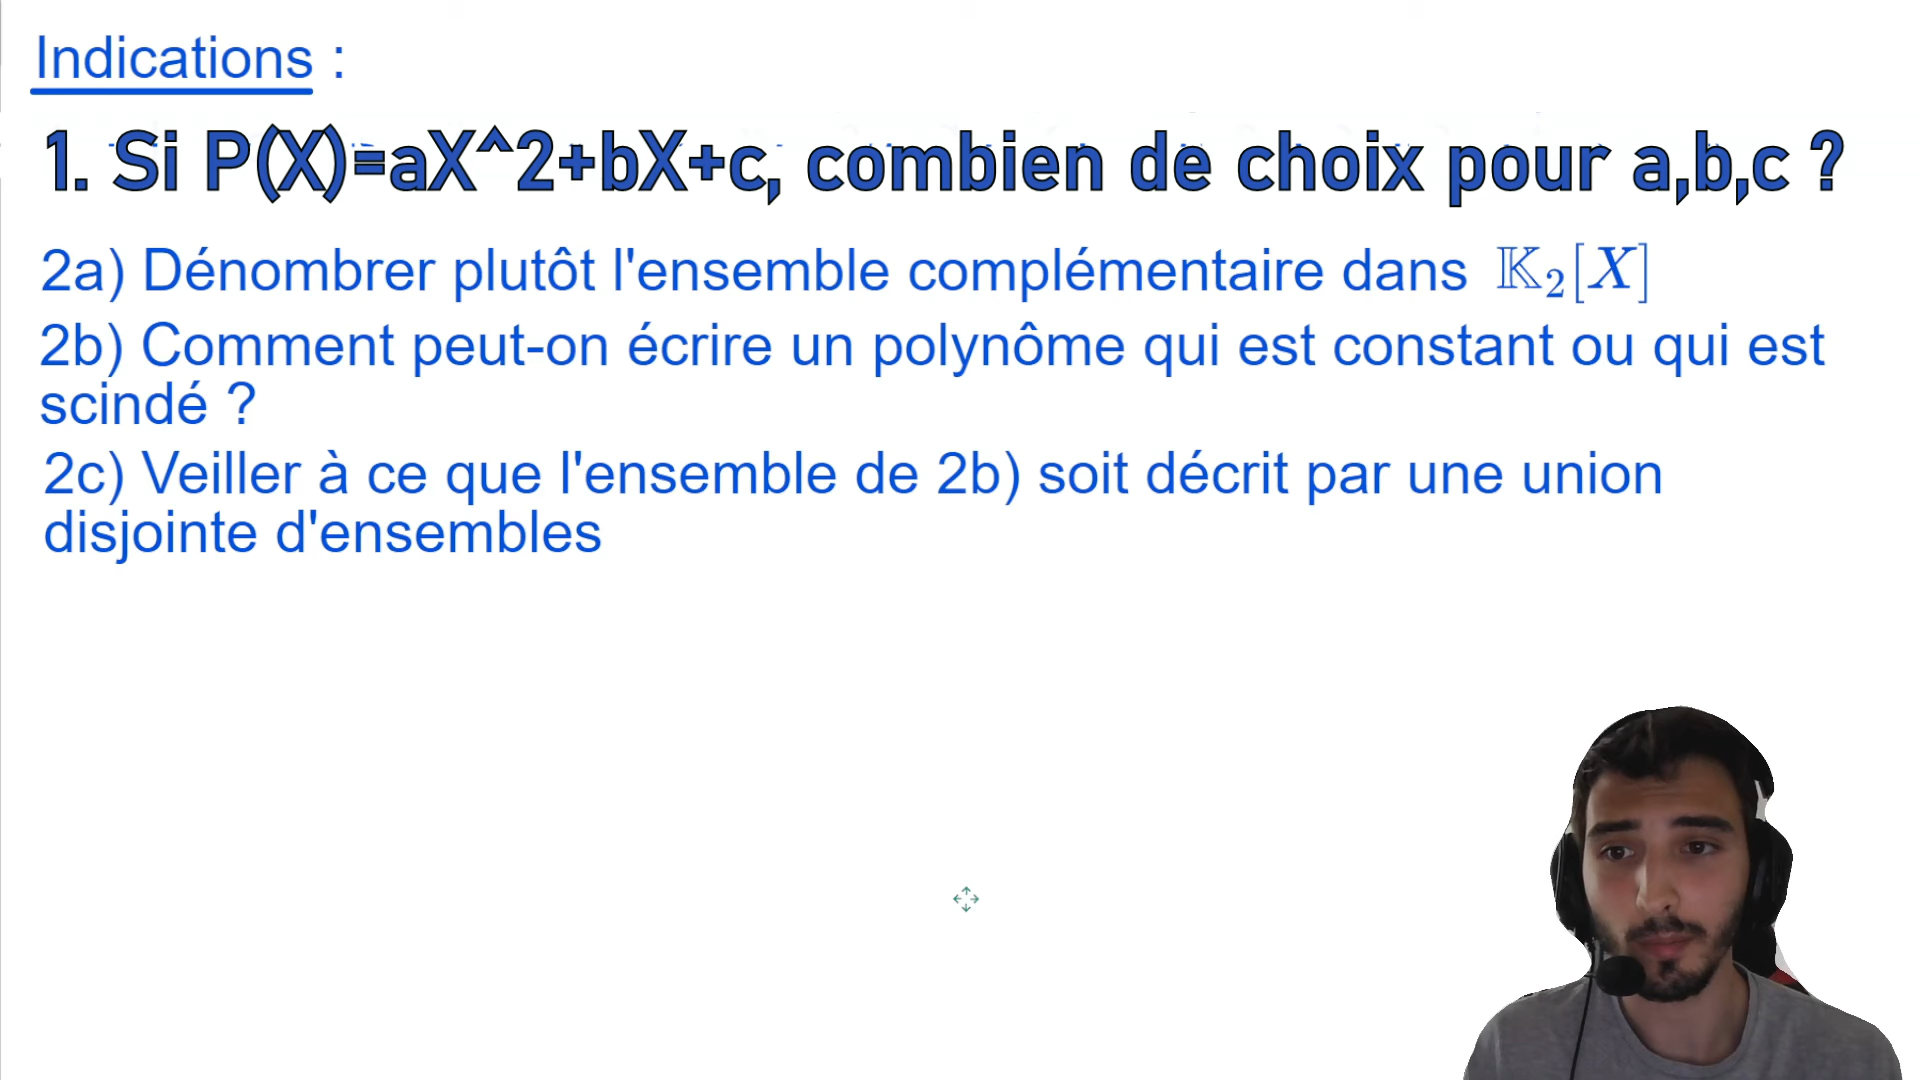 Indications :
1. Si P(X)=aX^2+bX+c, combien de choix pour a,b,c ?
2a) Dénombrer plutôt l'ensemble complémentaire dans 𝕂₂[X]
2b) Comment peut-on écrire un polynôme qui est constant ou qui est
scindé ?
2c) Veiller à ce que l'ensemble de 2b) soit décrit par une union
disjointe d'ensembles